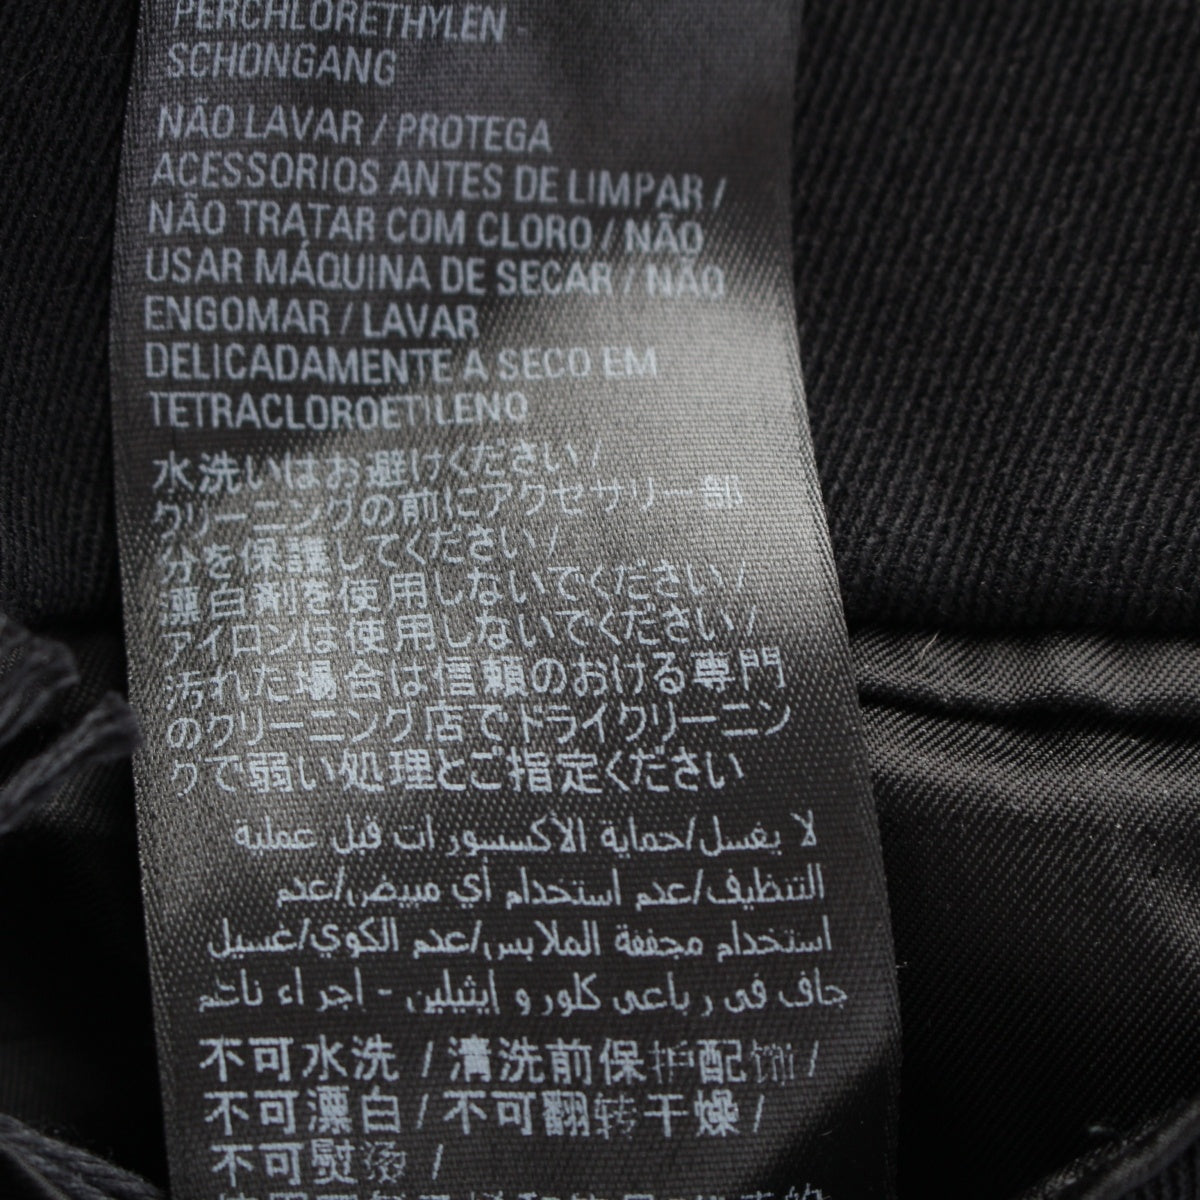 PERCHLORETHYLEN -
SCHONGANG
NÃO LAVAR / PROTEGA
ACESSORIOS ANTES DE LIMPAR /
NÃO TRATAR COM CLORO / NÃO
USAR MÁQUINA DE SECAR / NÃO
ENGOMAR / LAVAR
DELICADAMENTE A SECO EM
TETRACLOROETILENO
水洗いはお避けください /
クリーニングの前にアクセサリー部
分を保護してください /
漂白剤を使用しないでください /
アイロンは使用しないでください /
汚れた場合は信頼のおける専門
のクリーニング店でドライクリーニン
グで弱い処理とご指定ください
لا يغسل/حماية الأكسسورات قبل عملية
التنظيف/عدم استخدام أي مبيض/عدم
استخدام مجففة الملابس/عدم الكوي/غسيل
جاف في رباعي كلورو ايثيلين - اجراء ناعم
不可水洗 / 清洗前保护配饰 /
不可漂白 / 不可翻转干燥 /
不可熨烫 /